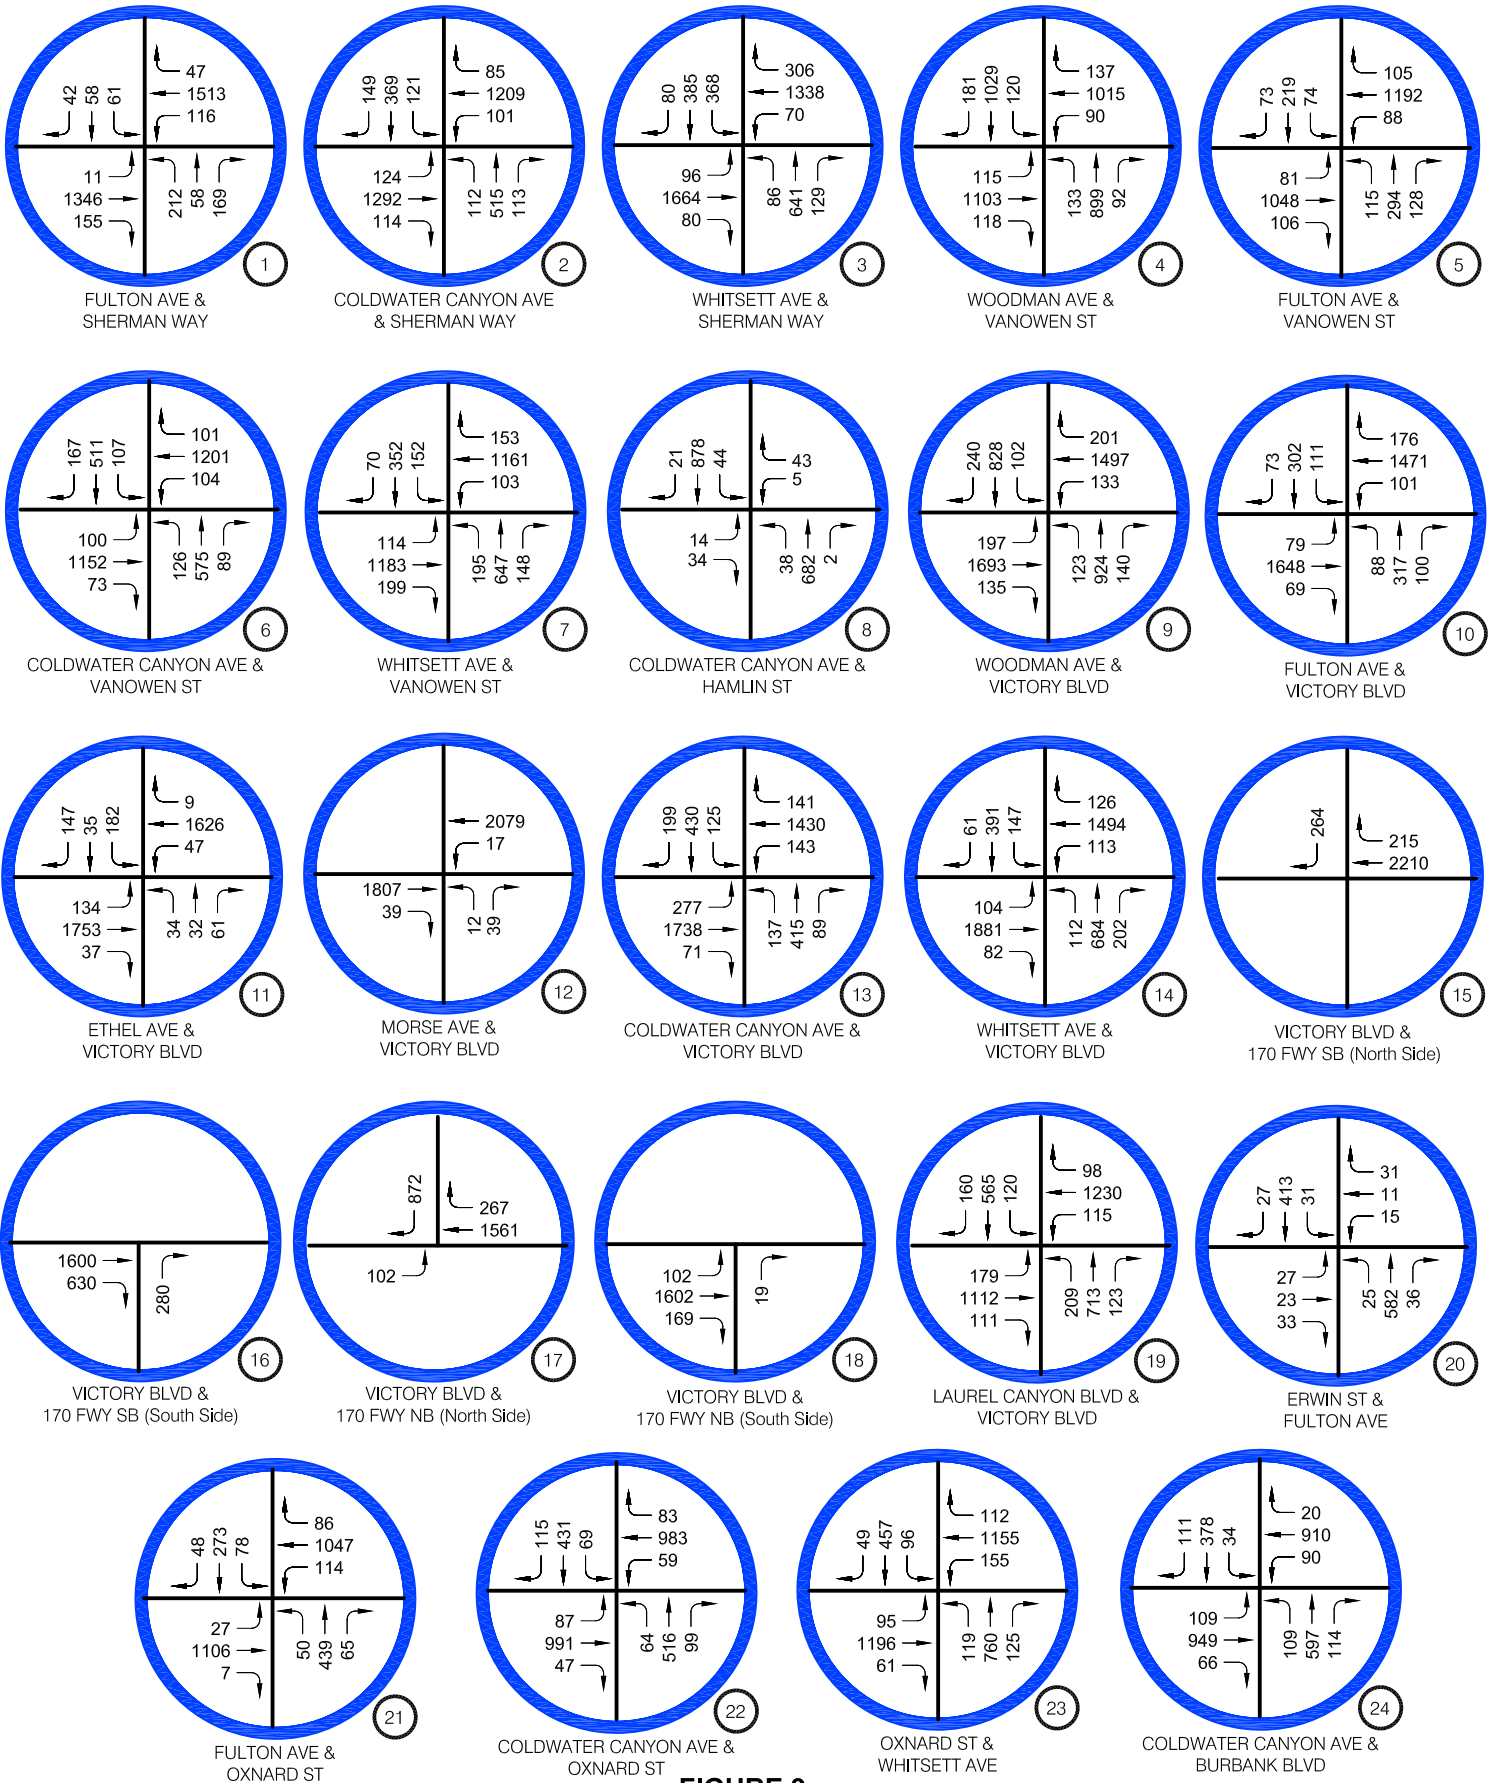 42 58 61
47
1513
116
11
1346
155
212 58 169
1
FULTON AVE &
SHERMAN WAY
149 369 121
85
1209
101
124
1292
114
112 515 113
2
COLDWATER CANYON AVE
& SHERMAN WAY
80 385 368
306
1338
70
96
1664
80
86 641 129
3
WHITSETT AVE &
SHERMAN WAY
181 1029 120
137
1015
90
115
1103
118
133 899 92
4
WOODMAN AVE &
VANOWEN ST
73 219 74
105
1192
88
81
1048
106
115 294 128
5
FULTON AVE &
VANOWEN ST
167 511 107
101
1201
104
100
1152
73
126 575 89
6
COLDWATER CANYON AVE &
VANOWEN ST
70 352 152
153
1161
103
114
1183
199
195 647 148
7
WHITSETT AVE &
VANOWEN ST
21 878 44
43
5
14
34
38 682 2
8
COLDWATER CANYON AVE &
HAMLIN ST
240 828 102
201
1497
133
197
1693
135
123 924 140
9
WOODMAN AVE &
VICTORY BLVD
73 302 111
176
1471
101
79
1648
69
88 317 100
10
FULTON AVE &
VICTORY BLVD
147 35 182
9
1626
47
134
1753
37
34 32 61
11
ETHEL AVE &
VICTORY BLVD
2079
17
1807
39
12 39
12
MORSE AVE &
VICTORY BLVD
199 430 125
141
1430
143
277
1738
71
137 415 89
13
COLDWATER CANYON AVE &
VICTORY BLVD
61 391 147
126
1494
113
104
1881
82
112 684 202
14
WHITSETT AVE &
VICTORY BLVD
264
215
2210
15
VICTORY BLVD &
170 FWY SB (North Side)
1600
630
280
16
VICTORY BLVD &
170 FWY SB (South Side)
872
267
1561
102
17
VICTORY BLVD &
170 FWY NB (North Side)
102
1602
169
19
18
VICTORY BLVD &
170 FWY NB (South Side)
160 565 120
98
1230
115
179
1112
111
209 713 123
19
LAUREL CANYON BLVD &
VICTORY BLVD
27 413 31
31
11
15
27
23
33
25 582 36
20
ERWIN ST &
FULTON AVE
48 273 78
86
1047
114
27
1106
7
50 439 65
21
FULTON AVE &
OXNARD ST
115 431 69
83
983
59
87
991
47
64 516 99
22
COLDWATER CANYON AVE &
OXNARD ST
49 457 96
112
1155
155
95
1196
61
119 760 125
23
OXNARD ST &
WHITSETT AVE
111 378 34
20
910
90
109
949
66
109 597 114
24
COLDWATER CANYON AVE &
BURBANK BLVD